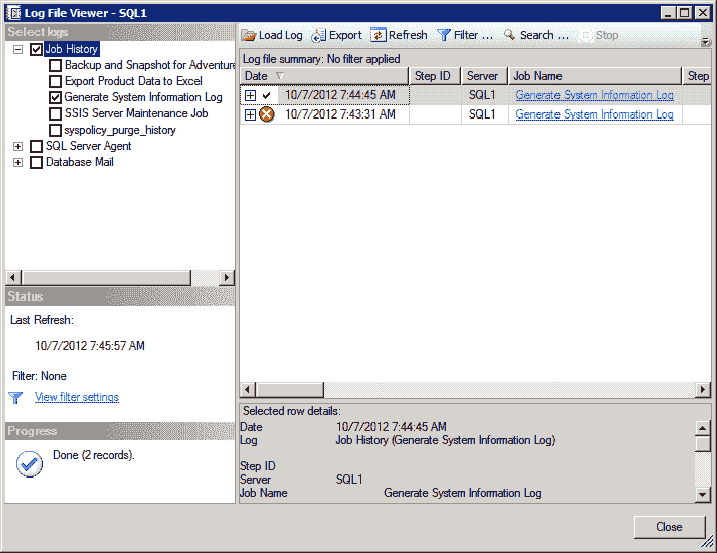 Log File Viewer - SQL1
Select logs
Job History
Backup and Snapshot for Adventure
Export Product Data to Excel
Generate System Information Log
SSIS Server Maintenance Job
syspolicy_purge_history
SQL Server Agent
Database Mail
Status
Last Refresh:
10/7/2012 7:45:57 AM
Filter: None
View filter settings
Progress
Done (2 records).
Load Log Export Refresh Filter ... Search ... Stop
Log file summary: No filter applied
Date Step ID Server Job Name Step
10/7/2012 7:44:45 AM SQL1 Generate System Information Log
10/7/2012 7:43:31 AM SQL1 Generate System Information Log
Selected row details:
Date 10/7/2012 7:44:45 AM
Log Job History (Generate System Information Log)
Step ID
Server SQL1
Job Name Generate System Information Log
Close